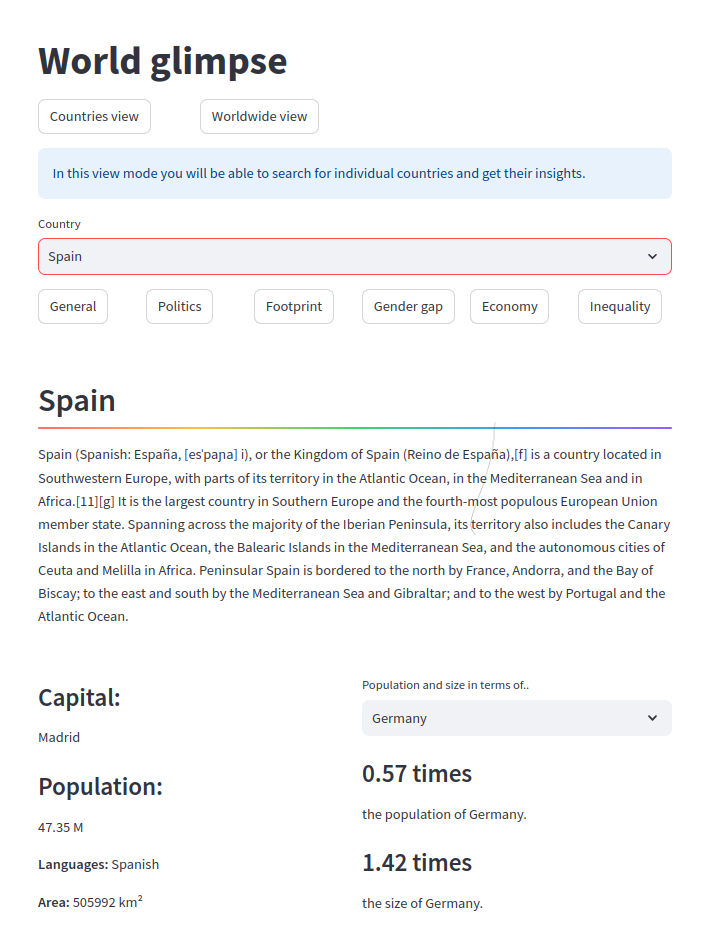 World glimpse
Countries view
Worldwide view
In this view mode you will be able to search for individual countries and get their insights.
Country
Spain
General
Politics
Footprint
Gender gap
Economy
Inequality
Spain
Spain (Spanish: España, [esˈpaɲa] i), or the Kingdom of Spain (Reino de España),[f] is a country located in
Southwestern Europe, with parts of its territory in the Atlantic Ocean, in the Mediterranean Sea and in
Africa.[11][g] It is the largest country in Southern Europe and the fourth-most populous European Union
member state. Spanning across the majority of the Iberian Peninsula, its territory also includes the Canary
Islands in the Atlantic Ocean, the Balearic Islands in the Mediterranean Sea, and the autonomous cities of
Ceuta and Melilla in Africa. Peninsular Spain is bordered to the north by France, Andorra, and the Bay of
Biscay; to the east and south by the Mediterranean Sea and Gibraltar; and to the west by Portugal and the
Atlantic Ocean.
Capital:
Madrid
Population:
47.35 M
Languages: Spanish
Area: 505992 km²
Population and size in terms of..
Germany
0.57 times
the population of Germany.
1.42 times
the size of Germany.